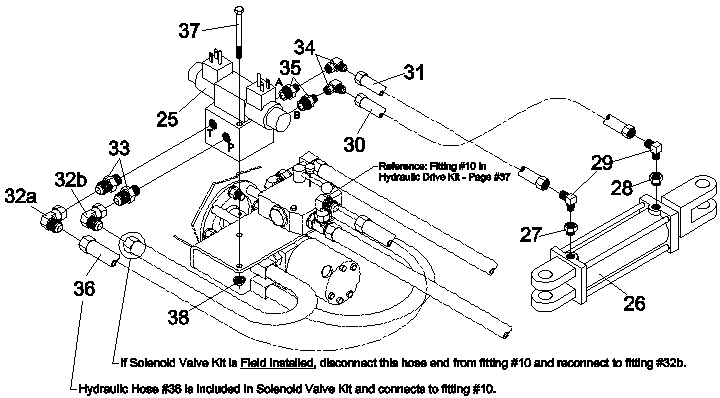 37
34
35
A
B
31
30
25
T
P
33
32a
32b
Reference: Fitting #10 in
Hydraulic Drive Kit - Page #37
29
28
27
26
36
38
If Solenoid Valve Kit is Field Installed, disconnect this hose end from fitting #10 and reconnect to fitting #32b.
Hydraulic Hose #36 is included in Solenoid Valve Kit and connects to fitting #10.